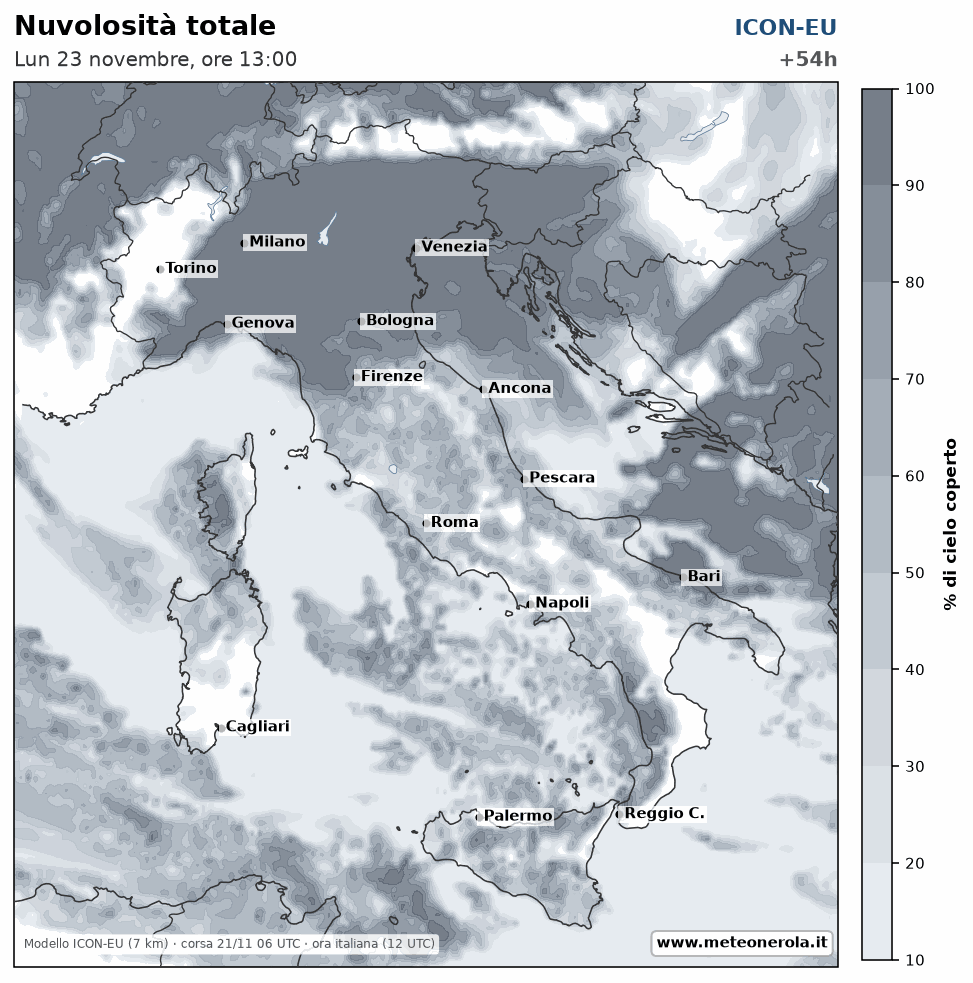 Nuvolosità totale
ICON-EU
Lun 23 novembre, ore 13:00
+54h
Milano
Venezia
Torino
Genova
Bologna
Firenze
Ancona
Pescara
Roma
Bari
Napoli
Cagliari
Palermo
Reggio C.
100
90
80
70
60
50
40
30
20
10
% di cielo coperto
Modello ICON-EU (7 km) · corsa 21/11 06 UTC · ora italiana (12 UTC)
www.meteonerola.it